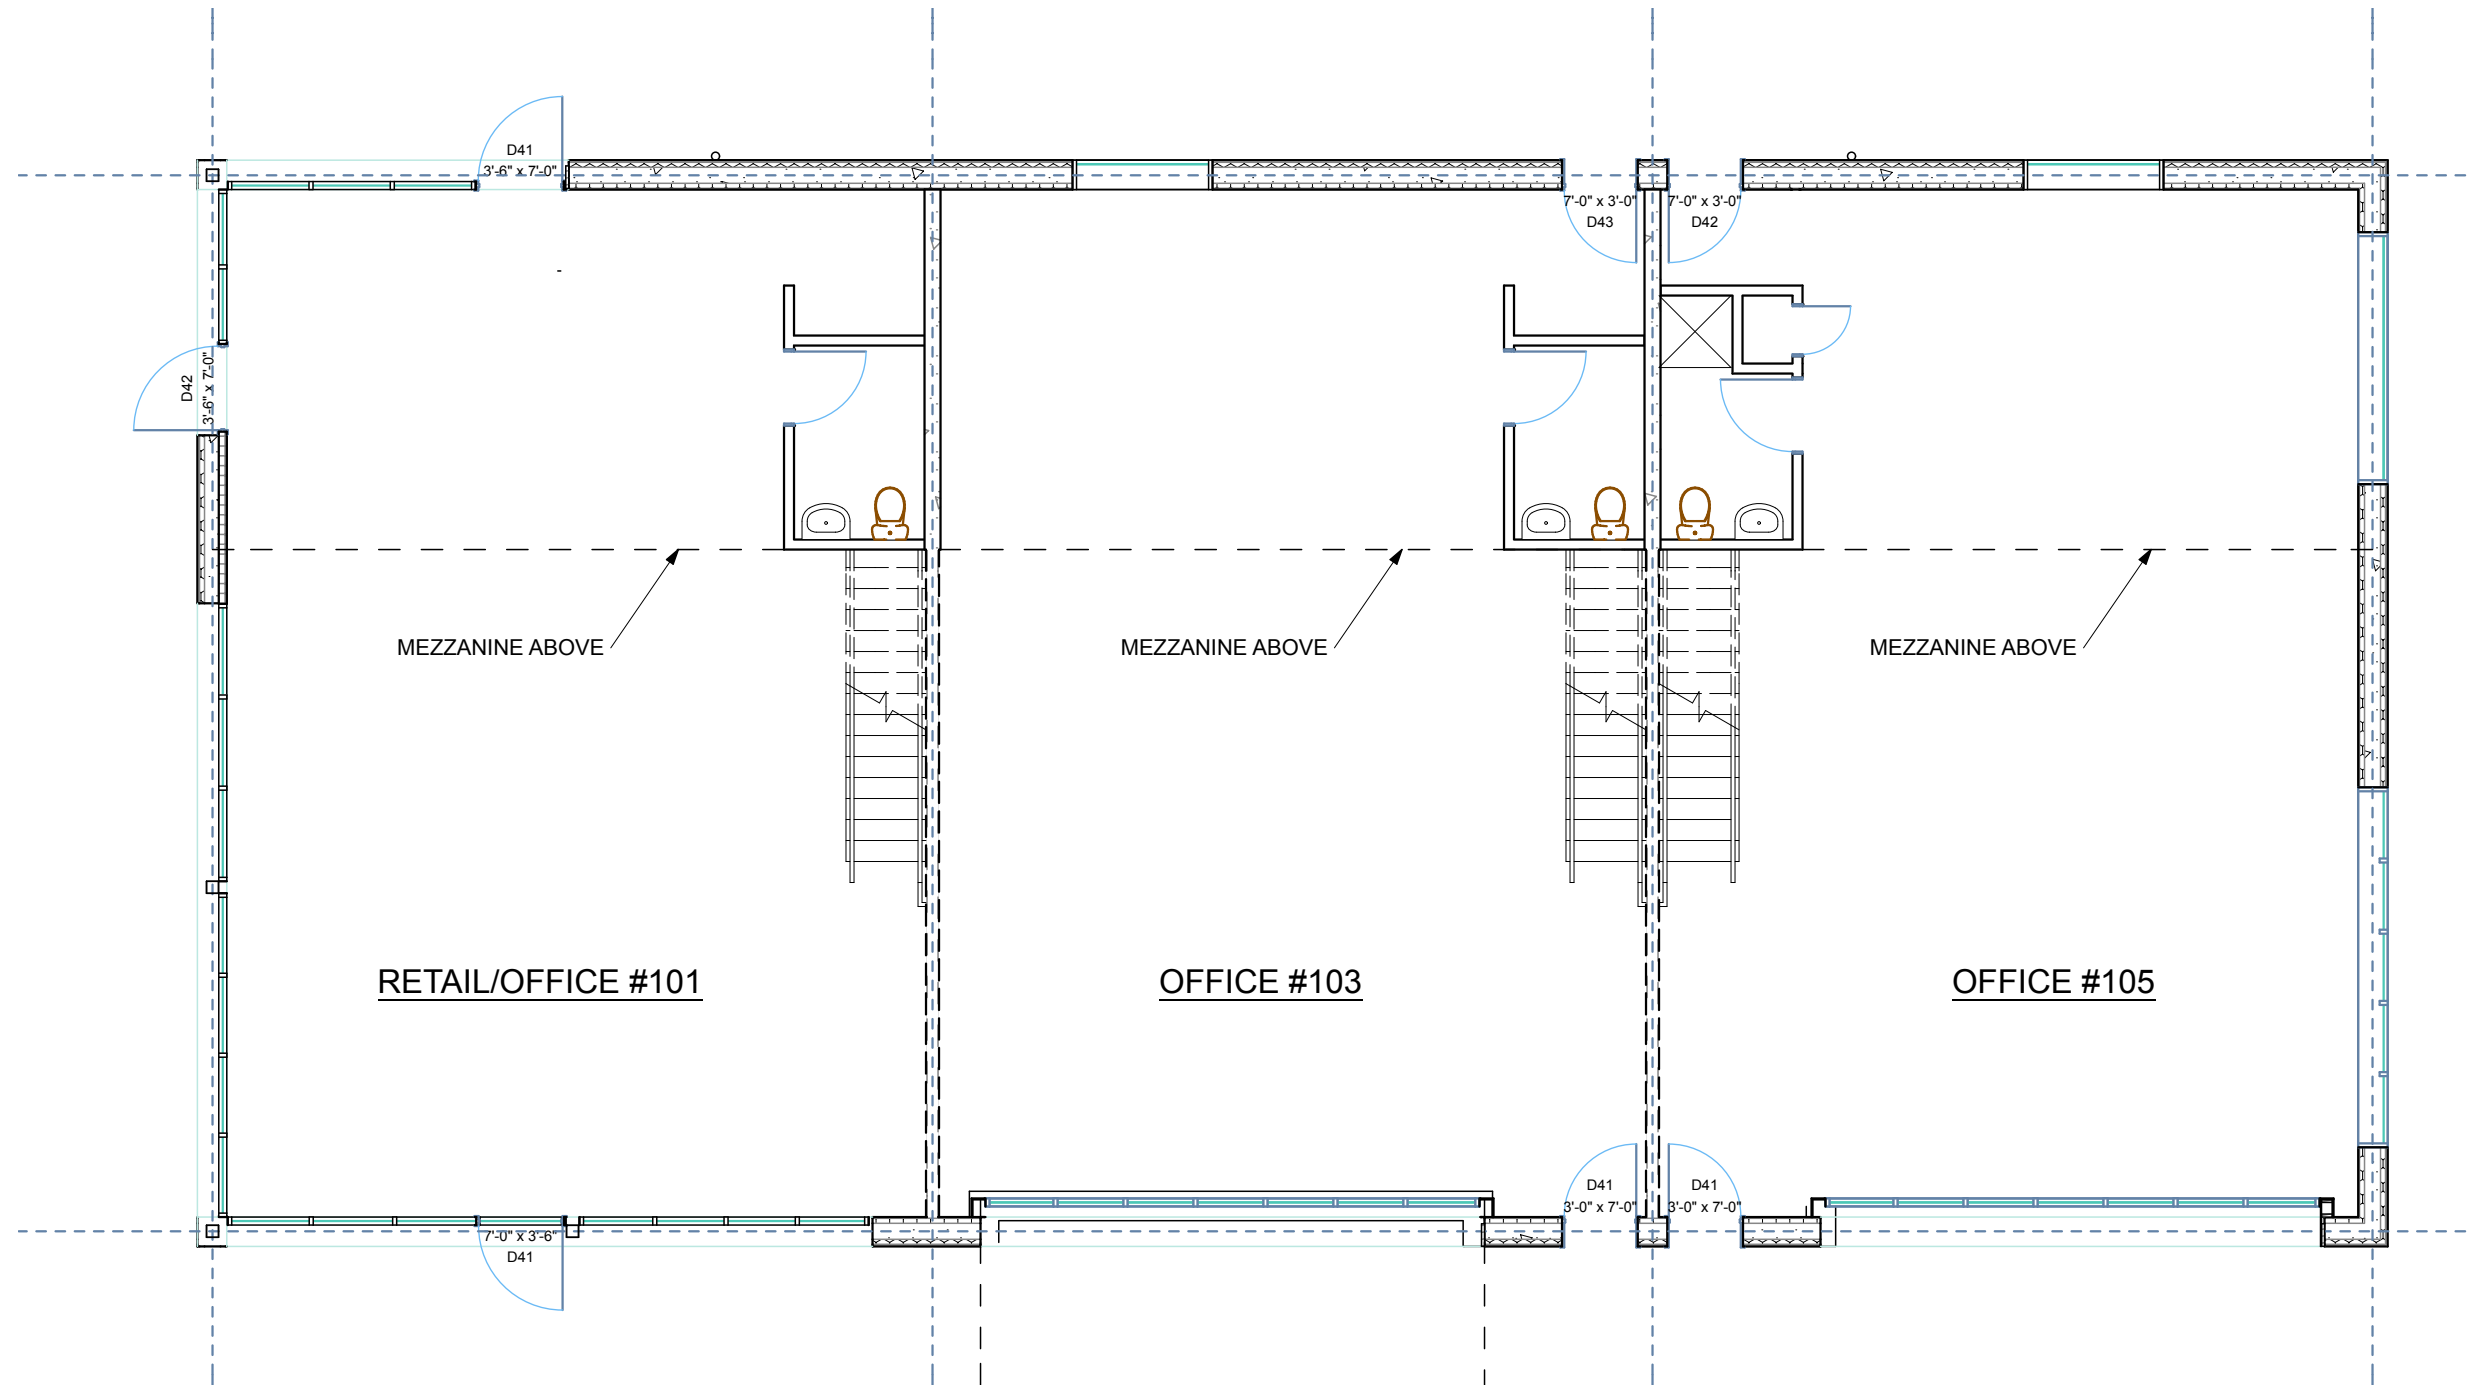 D41
3'-6" x 7'-0"
7'-0" x 3'-0"
D43
7'-0" x 3'-0"
D42
D42
3'-6" x 7'-0"
MEZZANINE ABOVE
MEZZANINE ABOVE
MEZZANINE ABOVE
RETAIL/OFFICE #101
OFFICE #103
OFFICE #105
D41
3'-0" x 7'-0"
D41
3'-0" x 7'-0"
7'-0" x 3'-6"
D41